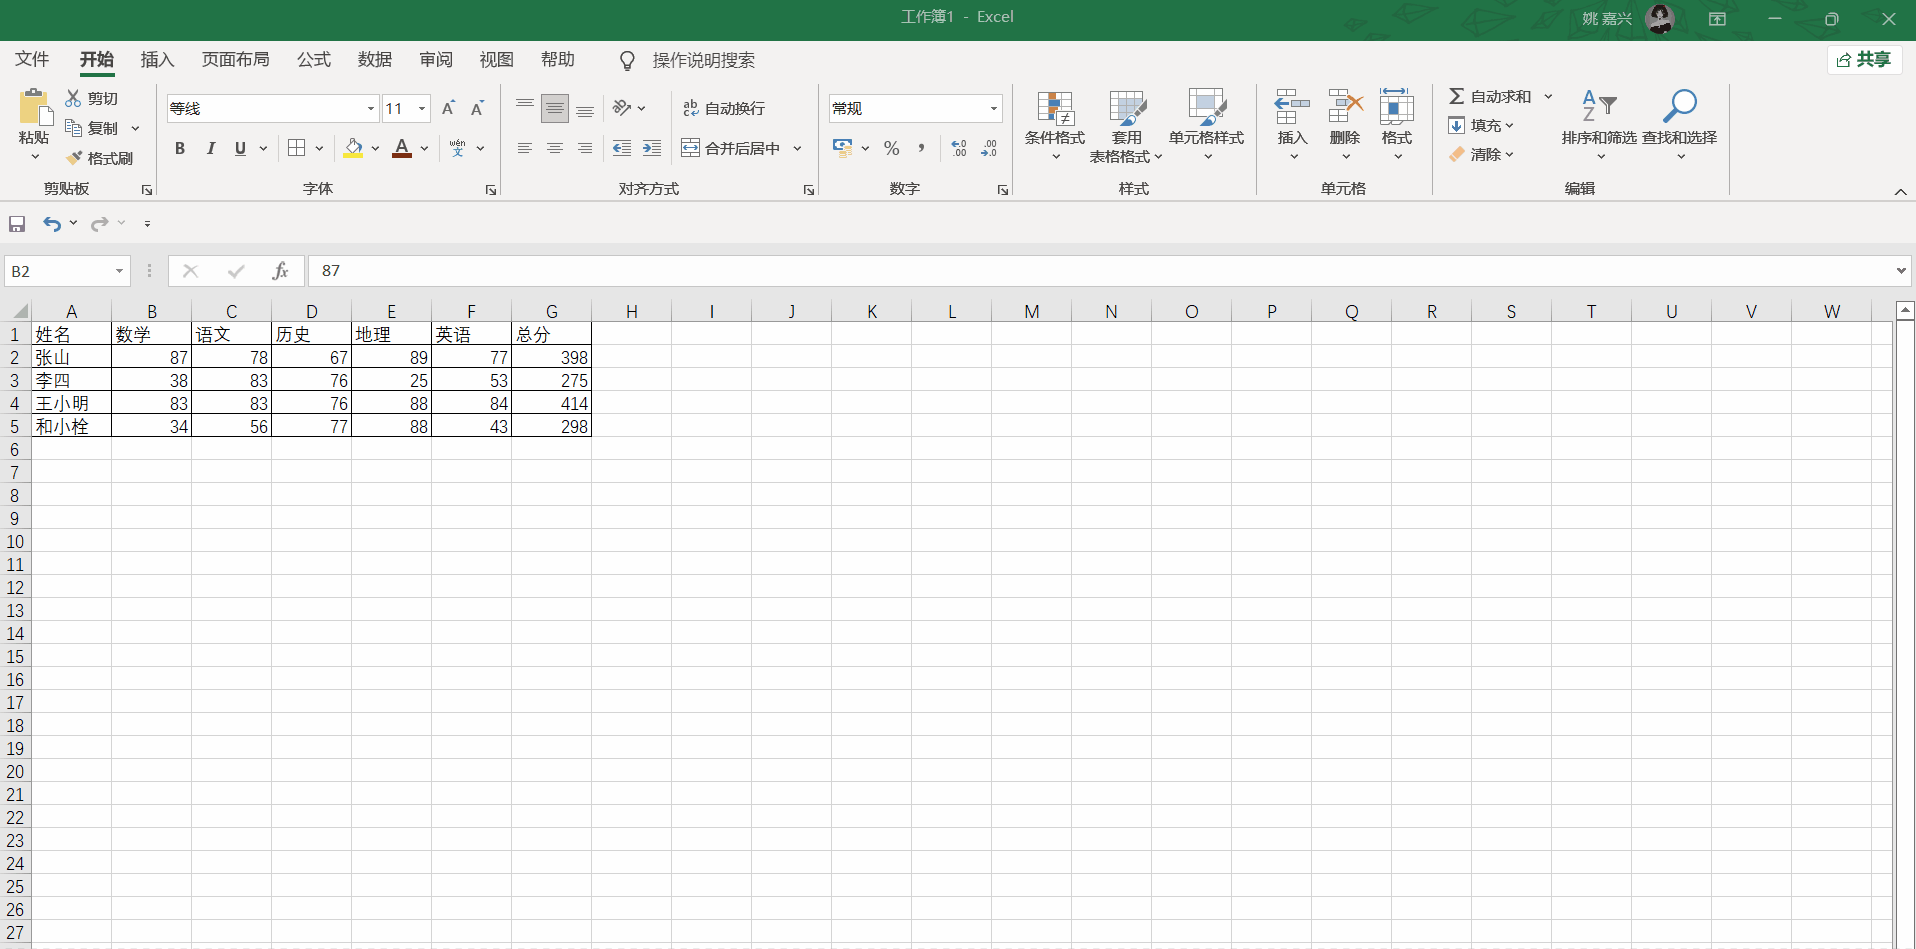 工作簿1 - Excel
姚 嘉兴
文件 开始 插入 页面布局 公式 数据 审阅 视图 帮助 操作说明搜索 共享
粘贴
剪切
复制
格式刷
剪贴板
等线 11
B I U A wén 文
字体
ab 自动换行
合并后居中
对齐方式
常规
% , .00 .00
数字
条件格式
套用
表格格式
单元格样式
样式
插入 删除 格式
单元格
Σ 自动求和
填充
清除
排序和筛选 查找和选择
编辑
B2 fx 87
A B C D E F G H I J K L M N O P Q R S T U V W
1 姓名 数学 语文 历史 地理 英语 总分
2 张山 87 78 67 89 77 398
3 李四 38 83 76 25 53 275
4 王小明 83 83 76 88 84 414
5 和小栓 34 56 77 88 43 298
6
7
8
9
10
11
12
13
14
15
16
17
18
19
20
21
22
23
24
25
26
27